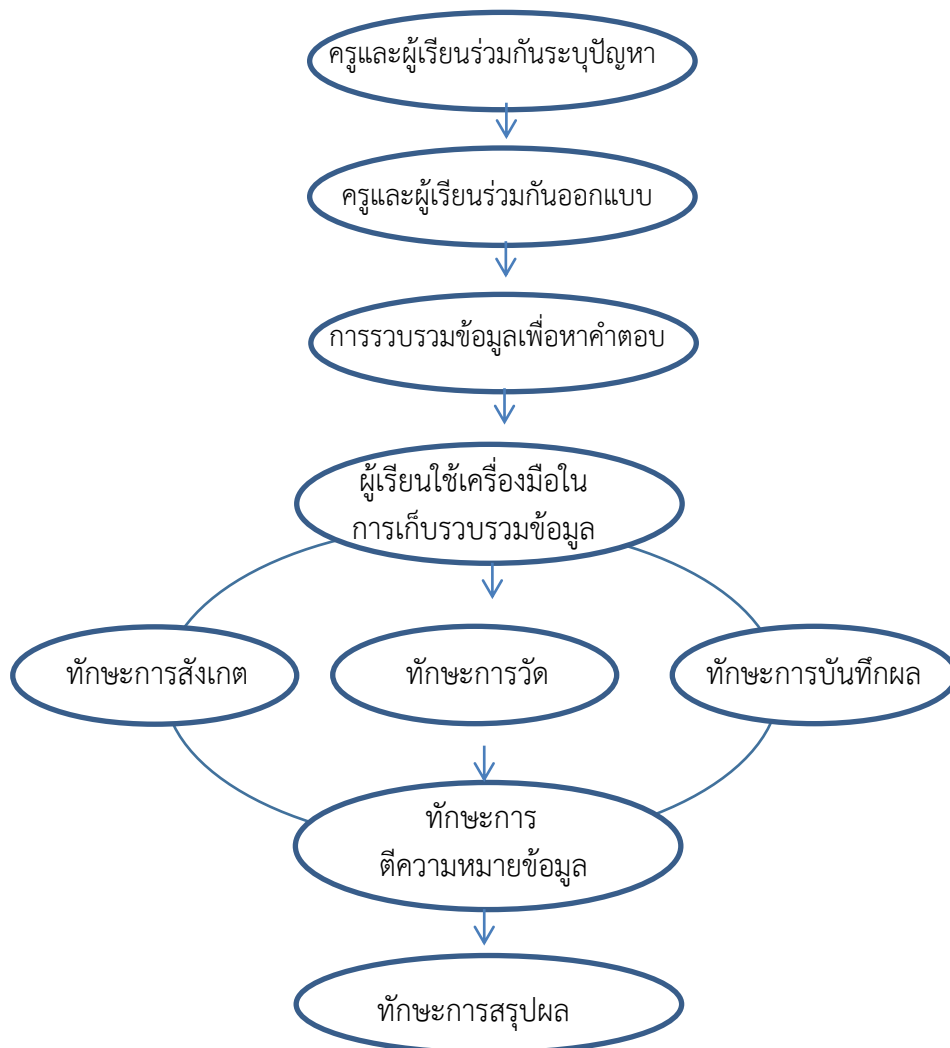 ครูและผู้เรียนร่วมกันระบุปัญหา
ครูและผู้เรียนร่วมกันออกแบบ
การรวบรวมข้อมูลเพื่อหาคำตอบ
ผู้เรียนใช้เครื่องมือใน
การเก็บรวบรวมข้อมูล
ทักษะการสังเกต
ทักษะการวัด
ทักษะการบันทึกผล
ทักษะการ
ตีความหมายข้อมูล
ทักษะการสรุปผล